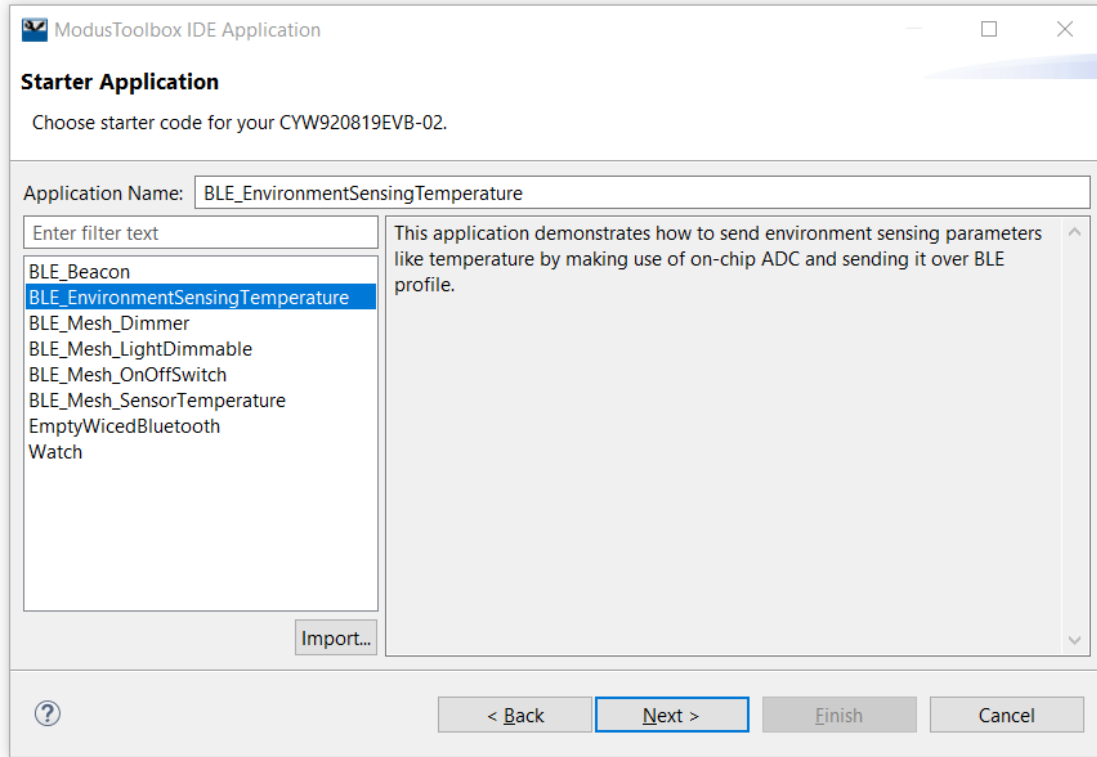 ModusToolbox IDE Application
Starter Application
Choose starter code for your CYW920819EVB-02.
Application Name: BLE_EnvironmentSensingTemperature
Enter filter text
BLE_Beacon
BLE_EnvironmentSensingTemperature
BLE_Mesh_Dimmer
BLE_Mesh_LightDimmable
BLE_Mesh_OnOffSwitch
BLE_Mesh_SensorTemperature
EmptyWicedBluetooth
Watch
Import...
This application demonstrates how to send environment sensing parameters
like temperature by making use of on-chip ADC and sending it over BLE
profile.
? < Back Next > Finish Cancel